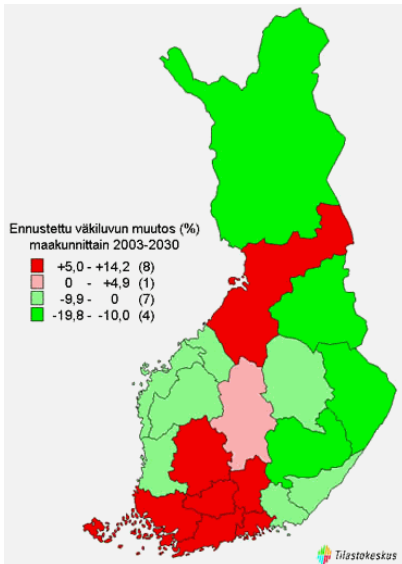 Ennustettu väkiluvun muutos (%)
maakunnittain 2003-2030
+5,0 - +14,2 (8)
0 - +4,9 (1)
-9,9 - 0 (7)
-19,8 - -10,0 (4)
Tilastokeskus